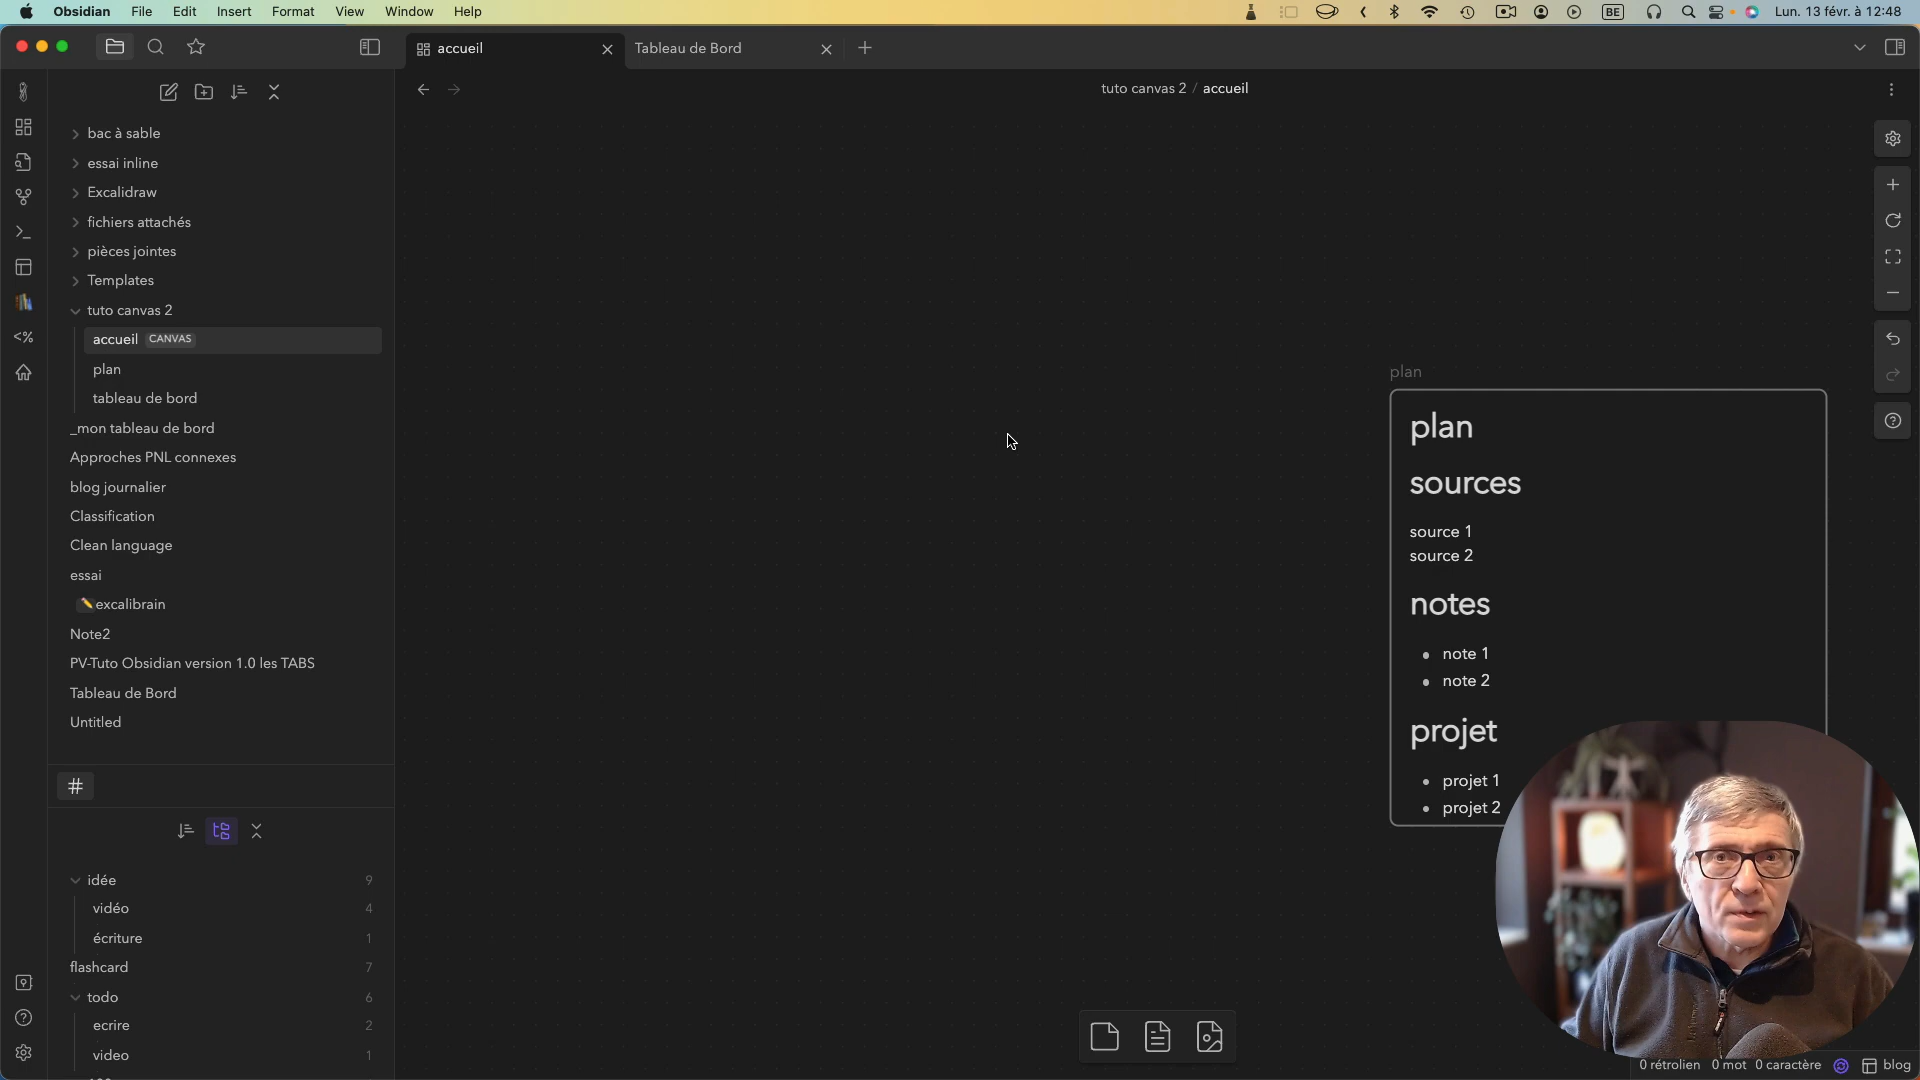 Obsidian File Edit Insert Format View Window Help
BE
Lun. 13 févr. à 12:48
accueil
Tableau de Bord
tuto canvas 2 / accueil
bac à sable
essai inline
Excalidraw
fichiers attachés
pièces jointes
Templates
tuto canvas 2
accueil CANVAS
plan
tableau de bord
_mon tableau de bord
Approches PNL connexes
blog journalier
Classification
Clean language
essai
excalibrain
Note2
PV-Tuto Obsidian version 1.0 les TABS
Tableau de Bord
Untitled
idée 9
vidéo 4
écriture 1
flashcard 7
todo 6
ecrire 2
video 1
plan
plan
sources
source 1
source 2
notes
note 1
note 2
projet
projet 1
projet 2
0 rétrolien 0 mot 0 caractère blog